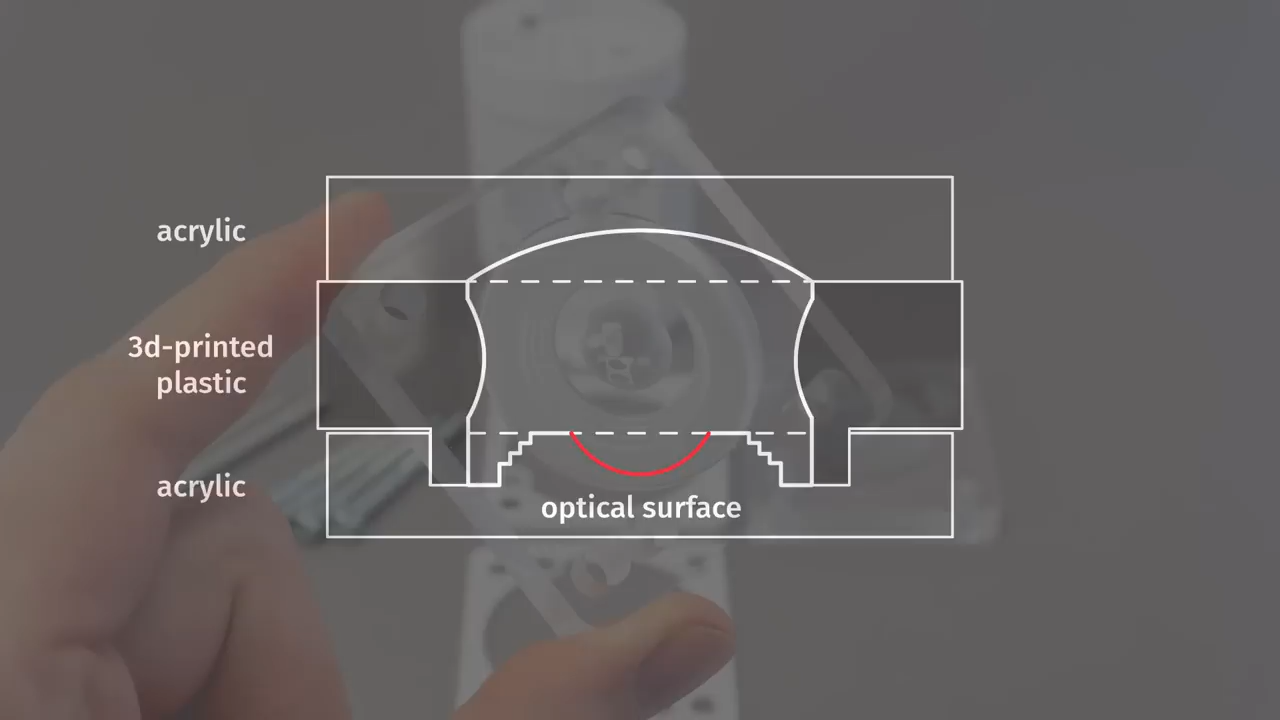 acrylic
3d-printed
plastic
acrylic
optical surface